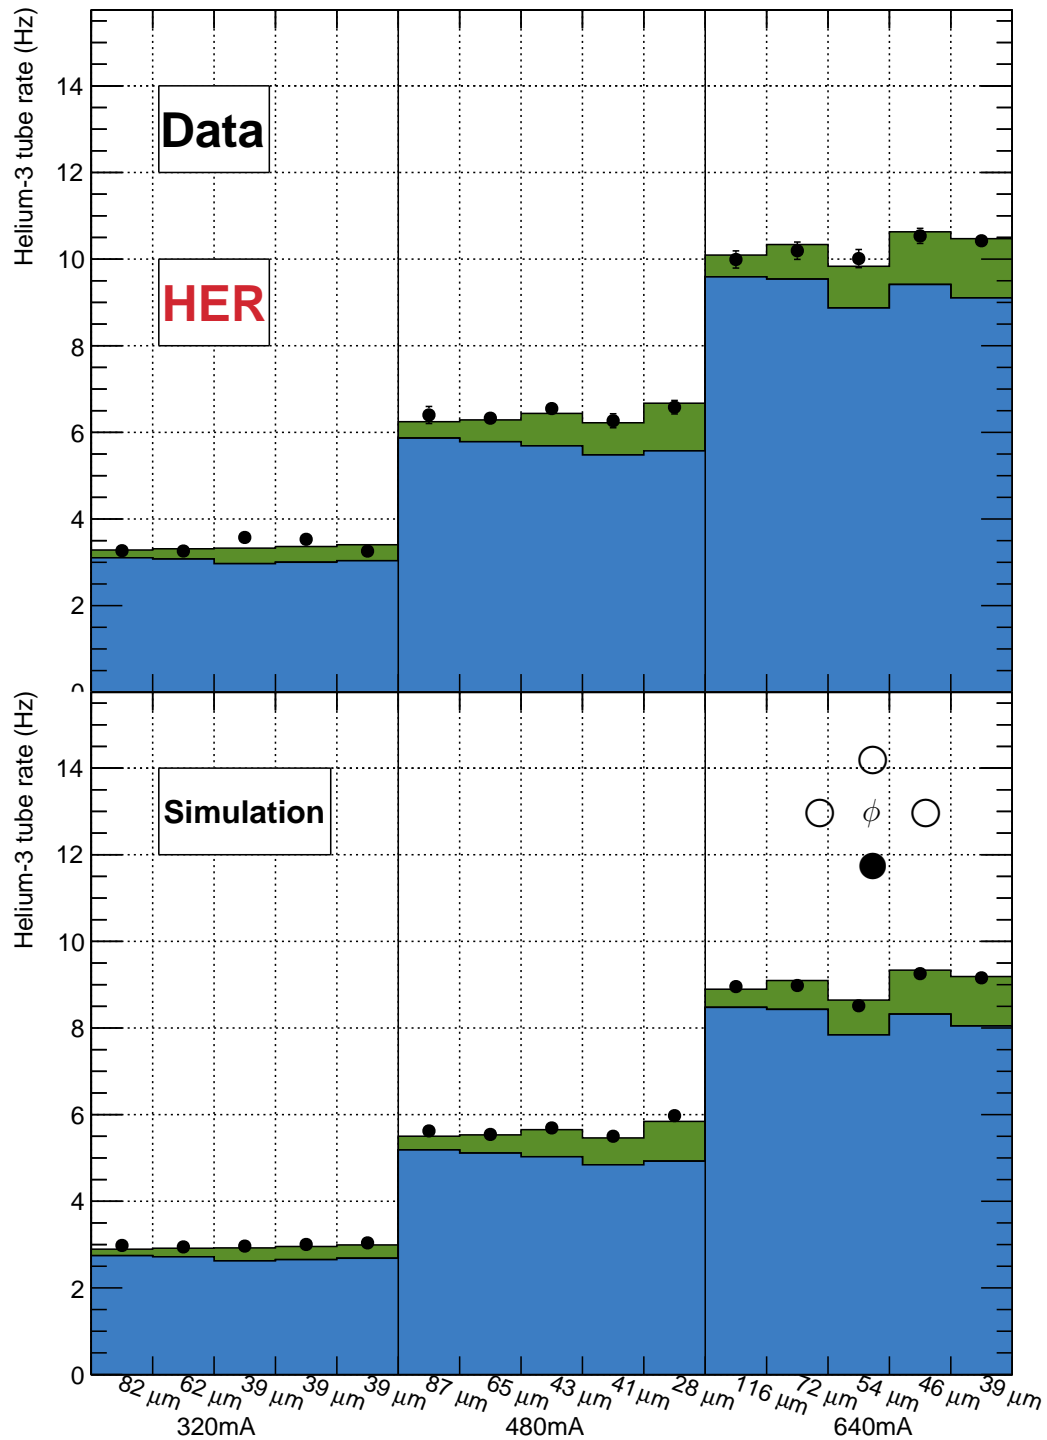 Helium-3 tube rate (Hz)
14
12
10
8
6
4
2
0
Data
HER
Helium-3 tube rate (Hz)
14
12
10
8
6
4
2
0
Simulation
ϕ
82 μm 62 μm 39 μm 39 μm 39 μm 87 μm 65 μm 43 μm 41 μm 28 μm 116 μm 72 μm 54 μm 46 μm 39 μm
320mA 480mA 640mA